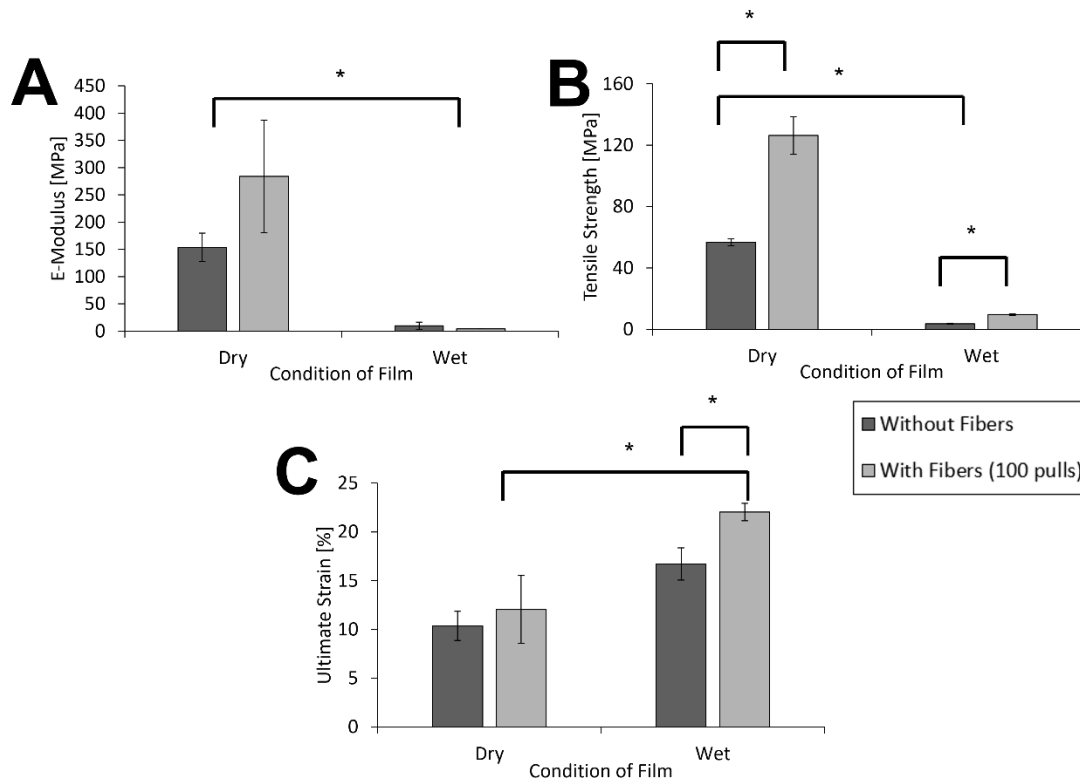 A
E-Modulus [MPa]
450
400
350
300
250
200
150
100
50
0
*
Dry
Wet
Condition of Film
B
Tensile Strength [MPa]
160
120
80
40
0
*
*
*
Dry
Wet
Condition of Film
Without Fibers
With Fibers (100 pulls)
C
Ultimate Strain [%]
25
20
15
10
5
0
*
*
Dry
Wet
Condition of Film